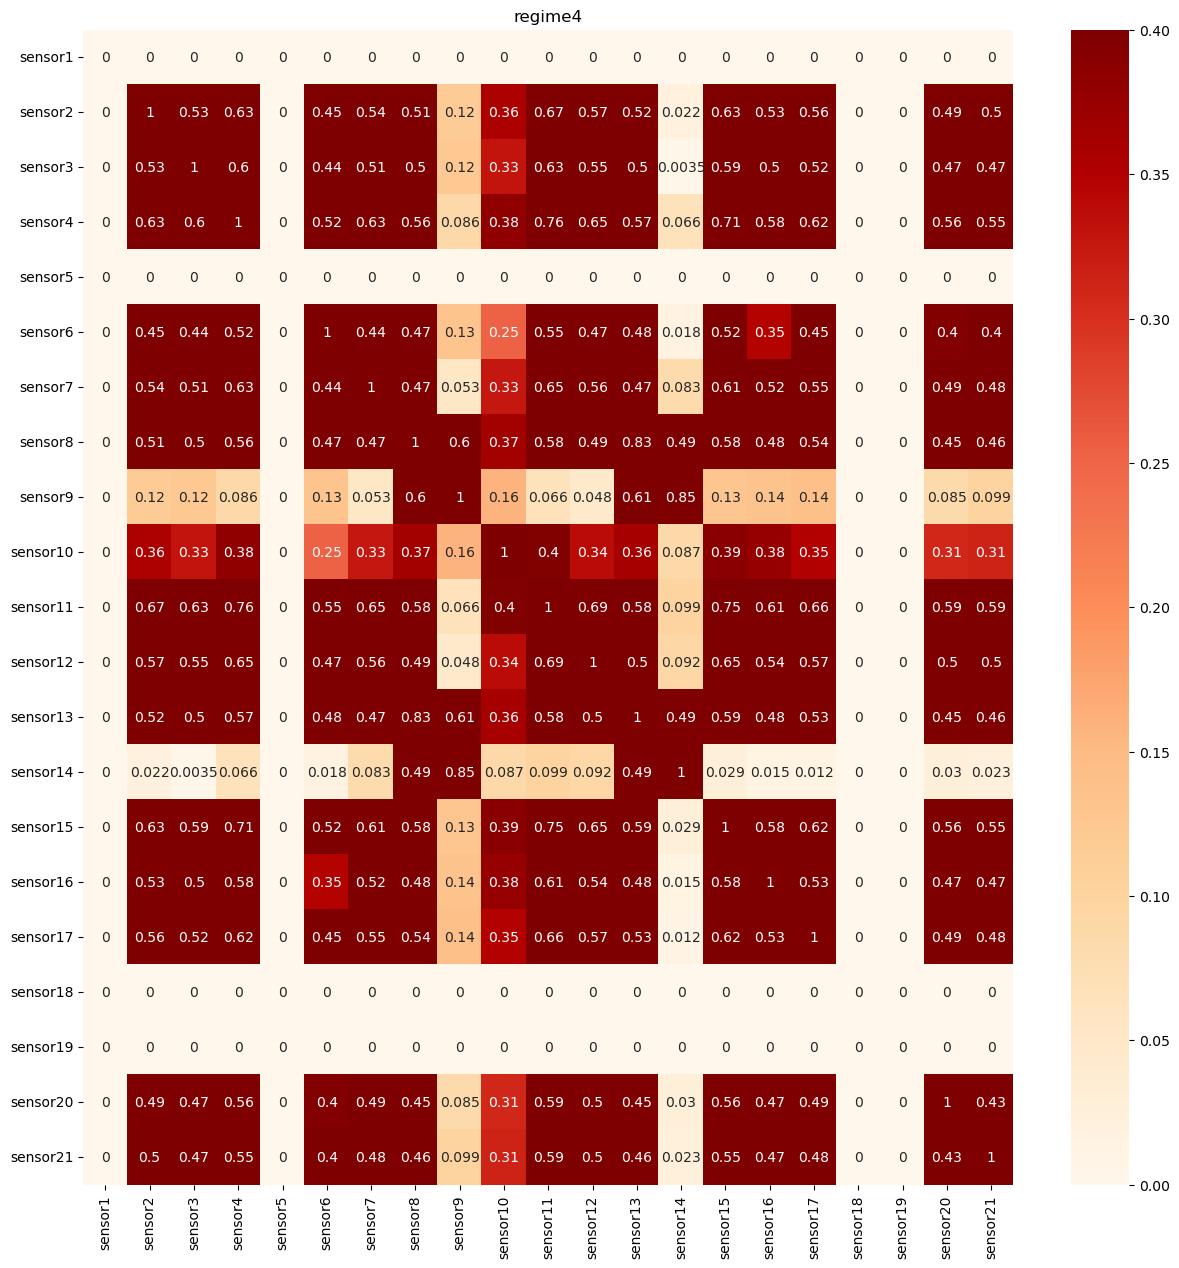 regime4
sensor1 0 0 0 0 0 0 0 0 0 0 0 0 0 0 0 0 0 0 0 0 0
sensor2 0 1 0.53 0.63 0 0.45 0.54 0.51 0.12 0.36 0.67 0.57 0.52 0.022 0.63 0.53 0.56 0 0 0.49 0.5
sensor3 0 0.53 1 0.6 0 0.44 0.51 0.5 0.12 0.33 0.63 0.55 0.5 0.0035 0.59 0.5 0.52 0 0 0.47 0.47
sensor4 0 0.63 0.6 1 0 0.52 0.63 0.56 0.086 0.38 0.76 0.65 0.57 0.066 0.71 0.58 0.62 0 0 0.56 0.55
sensor5 0 0 0 0 0 0 0 0 0 0 0 0 0 0 0 0 0 0 0 0 0
sensor6 0 0.45 0.44 0.52 0 1 0.44 0.47 0.13 0.25 0.55 0.47 0.48 0.018 0.52 0.35 0.45 0 0 0.4 0.4
sensor7 0 0.54 0.51 0.63 0 0.44 1 0.47 0.053 0.33 0.65 0.56 0.47 0.083 0.61 0.52 0.55 0 0 0.49 0.48
sensor8 0 0.51 0.5 0.56 0 0.47 0.47 1 0.6 0.37 0.58 0.49 0.83 0.49 0.58 0.48 0.54 0 0 0.45 0.46
sensor9 0 0.12 0.12 0.086 0 0.13 0.053 0.6 1 0.16 0.066 0.048 0.61 0.85 0.13 0.14 0.14 0 0 0.085 0.099
sensor10 0 0.36 0.33 0.38 0 0.25 0.33 0.37 0.16 1 0.4 0.34 0.36 0.087 0.39 0.38 0.35 0 0 0.31 0.31
sensor11 0 0.67 0.63 0.76 0 0.55 0.65 0.58 0.066 0.4 1 0.69 0.58 0.099 0.75 0.61 0.66 0 0 0.59 0.59
sensor12 0 0.57 0.55 0.65 0 0.47 0.56 0.49 0.048 0.34 0.69 1 0.5 0.092 0.65 0.54 0.57 0 0 0.5 0.5
sensor13 0 0.52 0.5 0.57 0 0.48 0.47 0.83 0.61 0.36 0.58 0.5 1 0.49 0.59 0.48 0.53 0 0 0.45 0.46
sensor14 0 0.022 0.0035 0.066 0 0.018 0.083 0.49 0.85 0.087 0.099 0.092 0.49 1 0.029 0.015 0.012 0 0 0.03 0.023
sensor15 0 0.63 0.59 0.71 0 0.52 0.61 0.58 0.13 0.39 0.75 0.65 0.59 0.029 1 0.58 0.62 0 0 0.56 0.55
sensor16 0 0.53 0.5 0.58 0 0.35 0.52 0.48 0.14 0.38 0.61 0.54 0.48 0.015 0.58 1 0.53 0 0 0.47 0.47
sensor17 0 0.56 0.52 0.62 0 0.45 0.55 0.54 0.14 0.35 0.66 0.57 0.53 0.012 0.62 0.53 1 0 0 0.49 0.48
sensor18 0 0 0 0 0 0 0 0 0 0 0 0 0 0 0 0 0 0 0 0 0
sensor19 0 0 0 0 0 0 0 0 0 0 0 0 0 0 0 0 0 0 0 0 0
sensor20 0 0.49 0.47 0.56 0 0.4 0.49 0.45 0.085 0.31 0.59 0.5 0.45 0.03 0.56 0.47 0.49 0 0 1 0.43
sensor21 0 0.5 0.47 0.55 0 0.4 0.48 0.46 0.099 0.31 0.59 0.5 0.46 0.023 0.55 0.47 0.48 0 0 0.43 1
sensor1 sensor2 sensor3 sensor4 sensor5 sensor6 sensor7 sensor8 sensor9 sensor10 sensor11 sensor12 sensor13 sensor14 sensor15 sensor16 sensor17 sensor18 sensor19 sensor20 sensor21
0.40
0.35
0.30
0.25
0.20
0.15
0.10
0.05
0.00